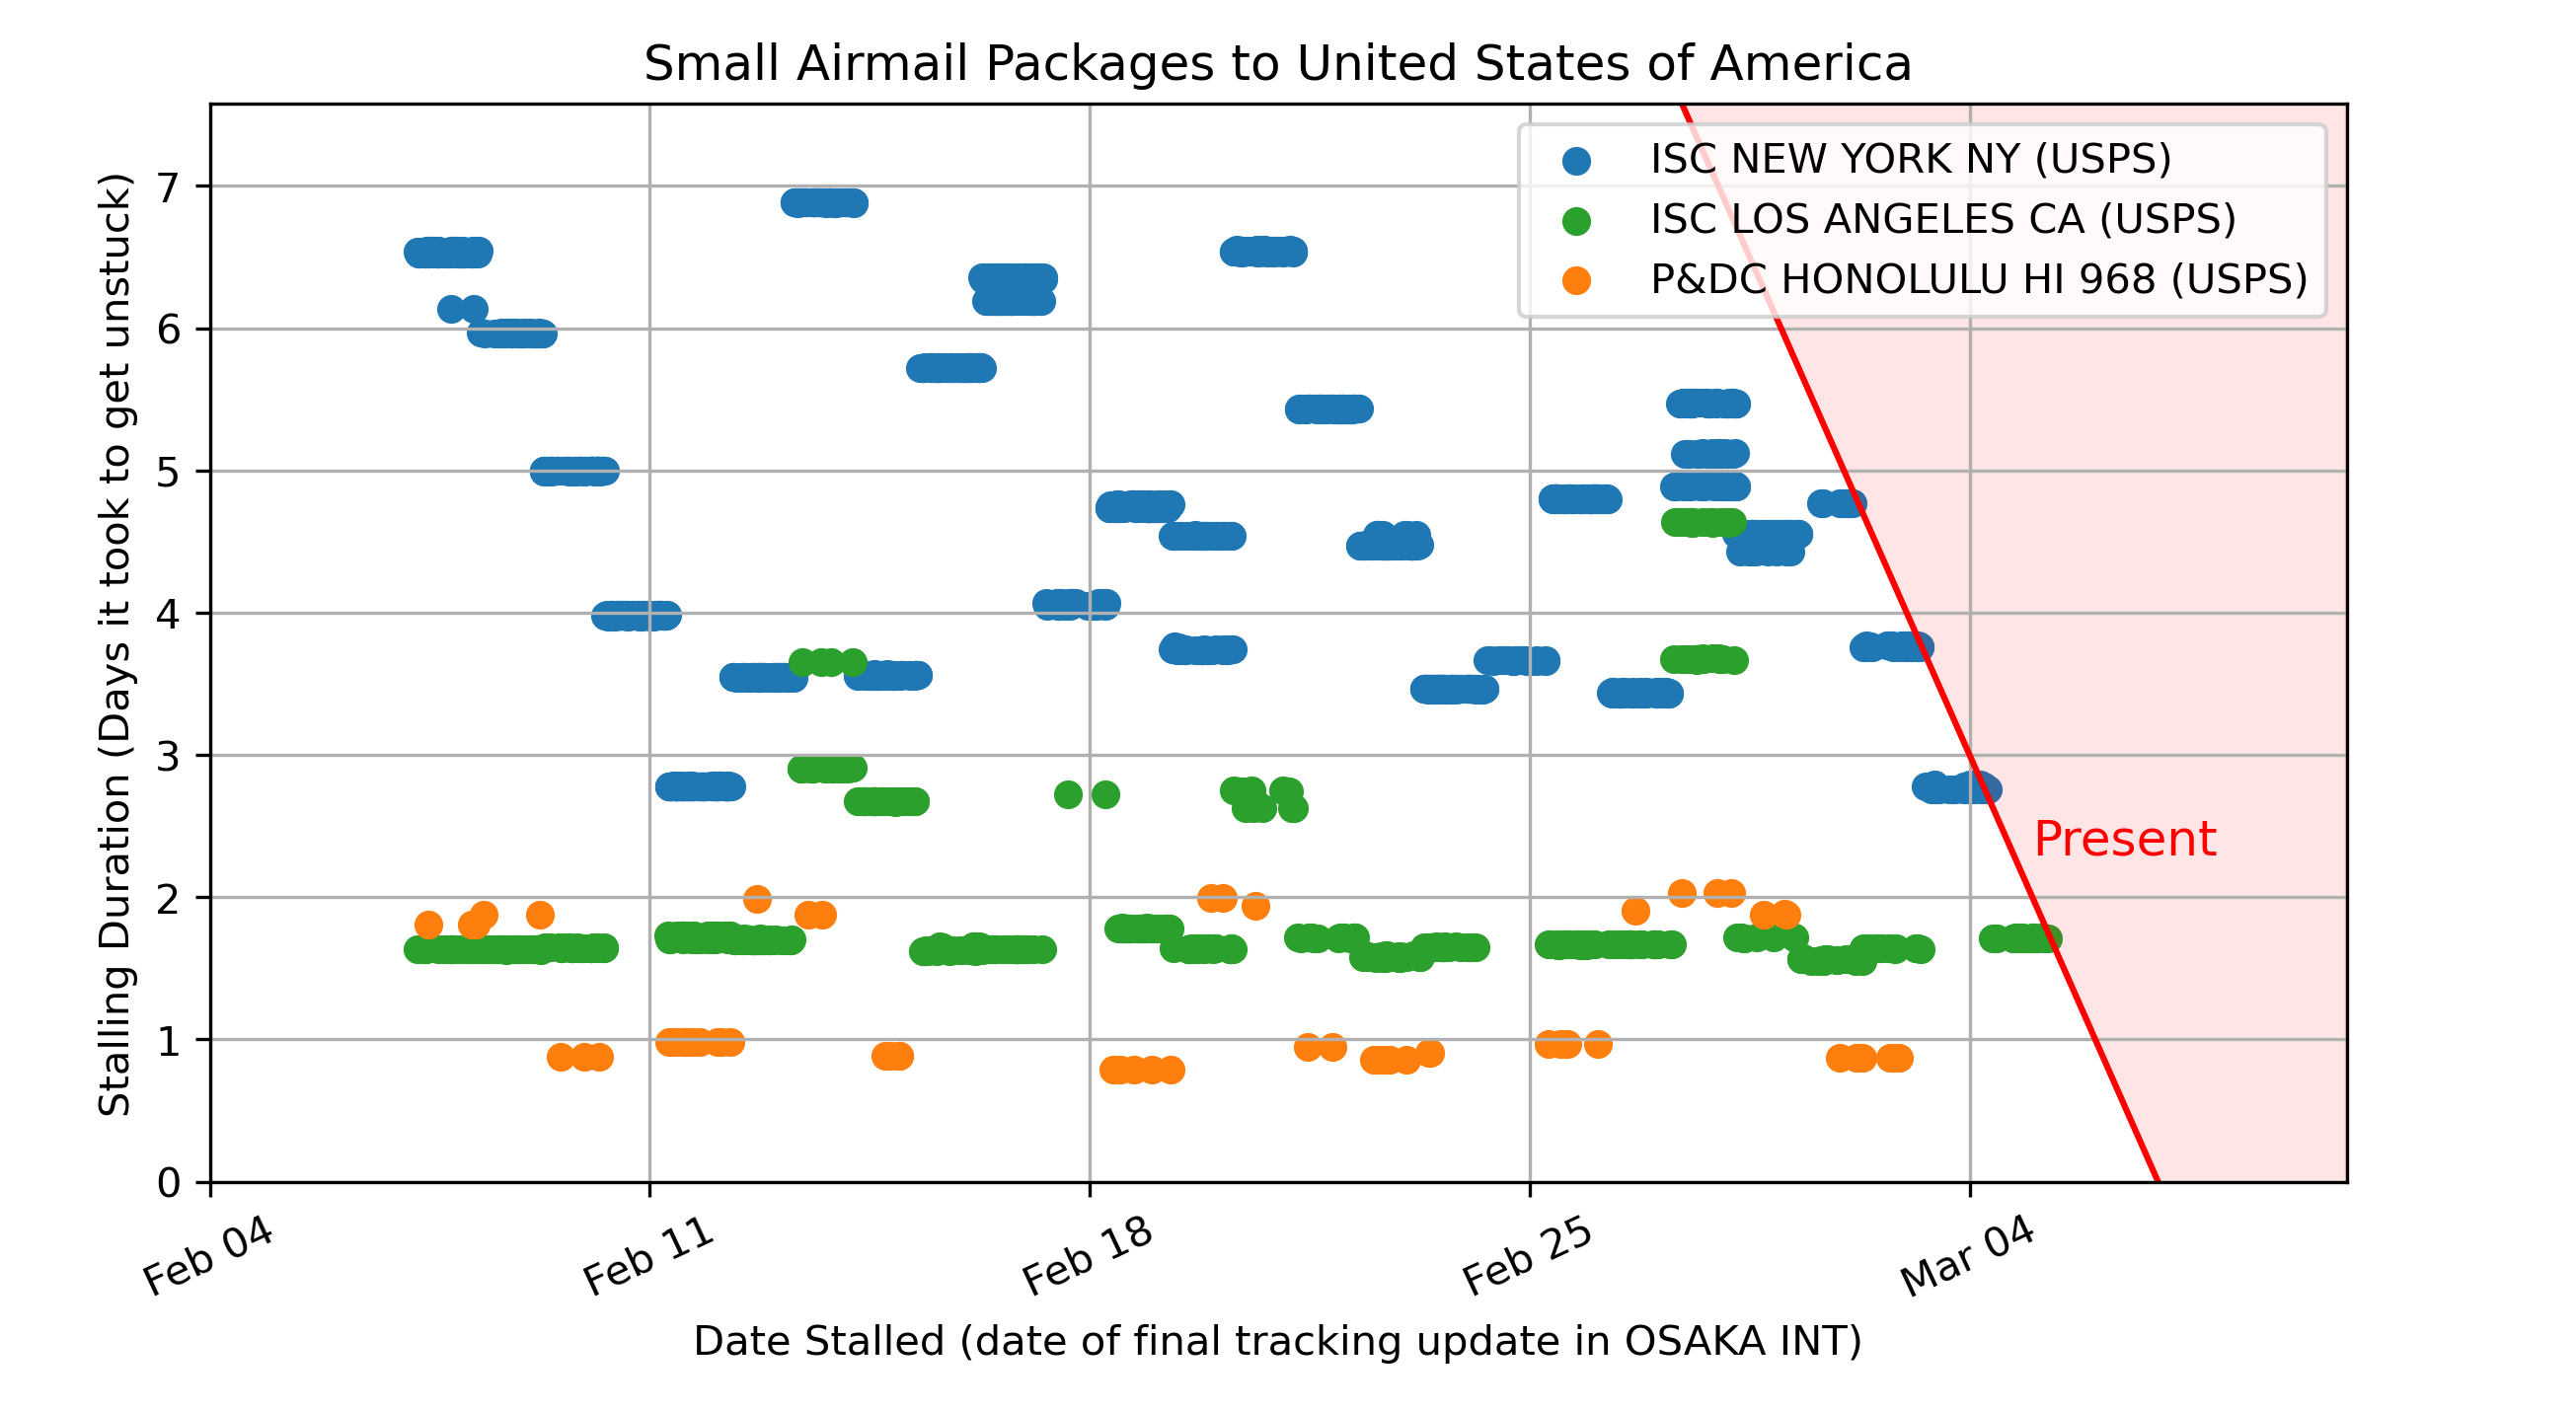 Small Airmail Packages to United States of America
ISC NEW YORK NY (USPS)
ISC LOS ANGELES CA (USPS)
P&DC HONOLULU HI 968 (USPS)
Stalling Duration (Days it took to get unstuck)
7
6
5
4
3
2
1
0
Present
Feb 04
Feb 11
Feb 18
Feb 25
Mar 04
Date Stalled (date of final tracking update in OSAKA INT)